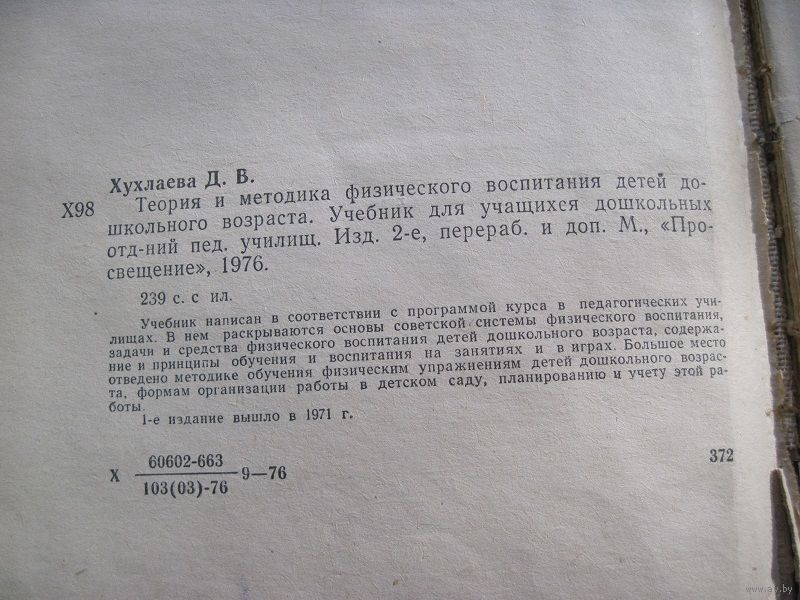 Хухлаева Д. В.
Х98 Теория и методика физического воспитания детей до-
школьного возраста. Учебник для учащихся дошкольных
отд-ний пед. училищ. Изд. 2-е, перераб. и доп. М., «Про-
свещение», 1976.
239 с. с ил.
Учебник написан в соответствии с программой курса в педагогических учи-
лищах. В нем раскрываются основы советской системы физического воспитания,
задачи и средства физического воспитания детей дошкольного возраста, содержа-
ние и принципы обучения и воспитания на занятиях и в играх. Большое место
отведено методике обучения физическим упражнениям детей дошкольного возрас-
та, формам организации работы в детском саду, планированию и учету этой ра-
боты.
1-е издание вышло в 1971 г.
Х 60602-663
103(03)-76 9—76
372
www.ay.by